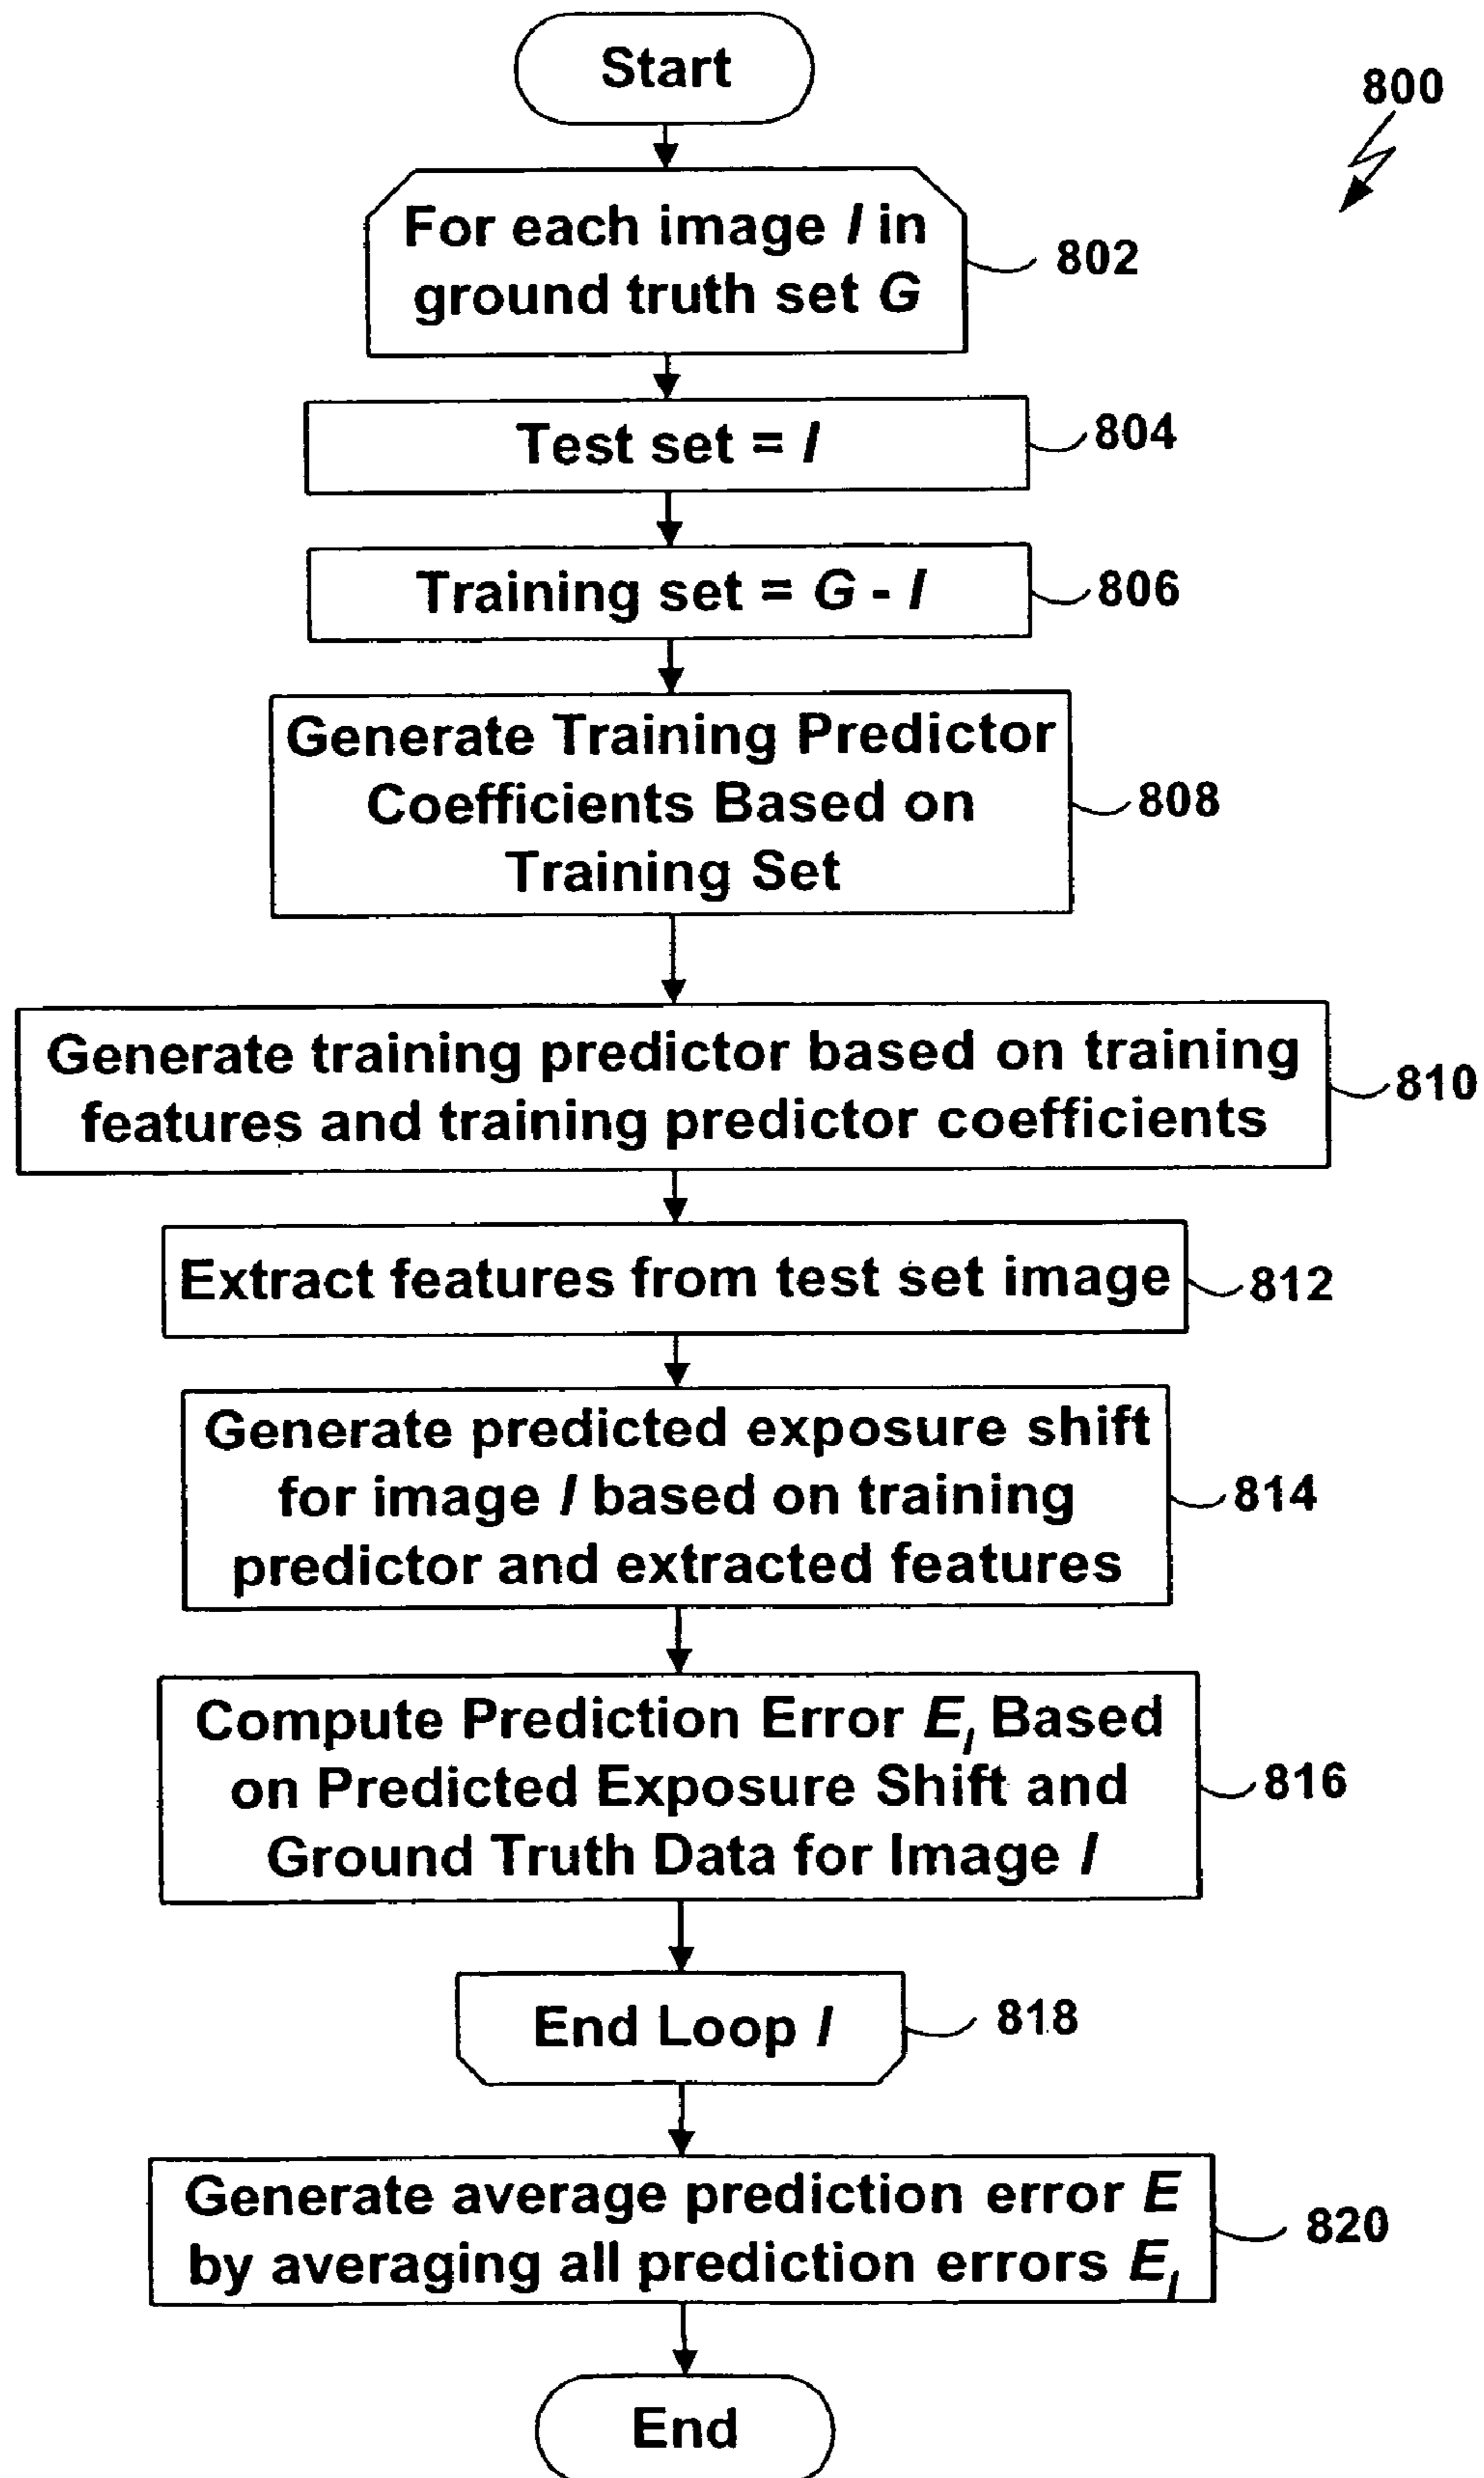 Start
800
For each image I in
ground truth set G
802
Test set = I
804
Training set = G - I
806
Generate Training Predictor
Coefficients Based on
Training Set
808
Generate training predictor based on training
features and training predictor coefficients
810
Extract features from test set image
812
Generate predicted exposure shift
for image I based on training
predictor and extracted features
814
Compute Prediction Error E_I Based
on Predicted Exposure Shift and
Ground Truth Data for Image I
816
End Loop I
818
Generate average prediction error E
by averaging all prediction errors E_I
820
End